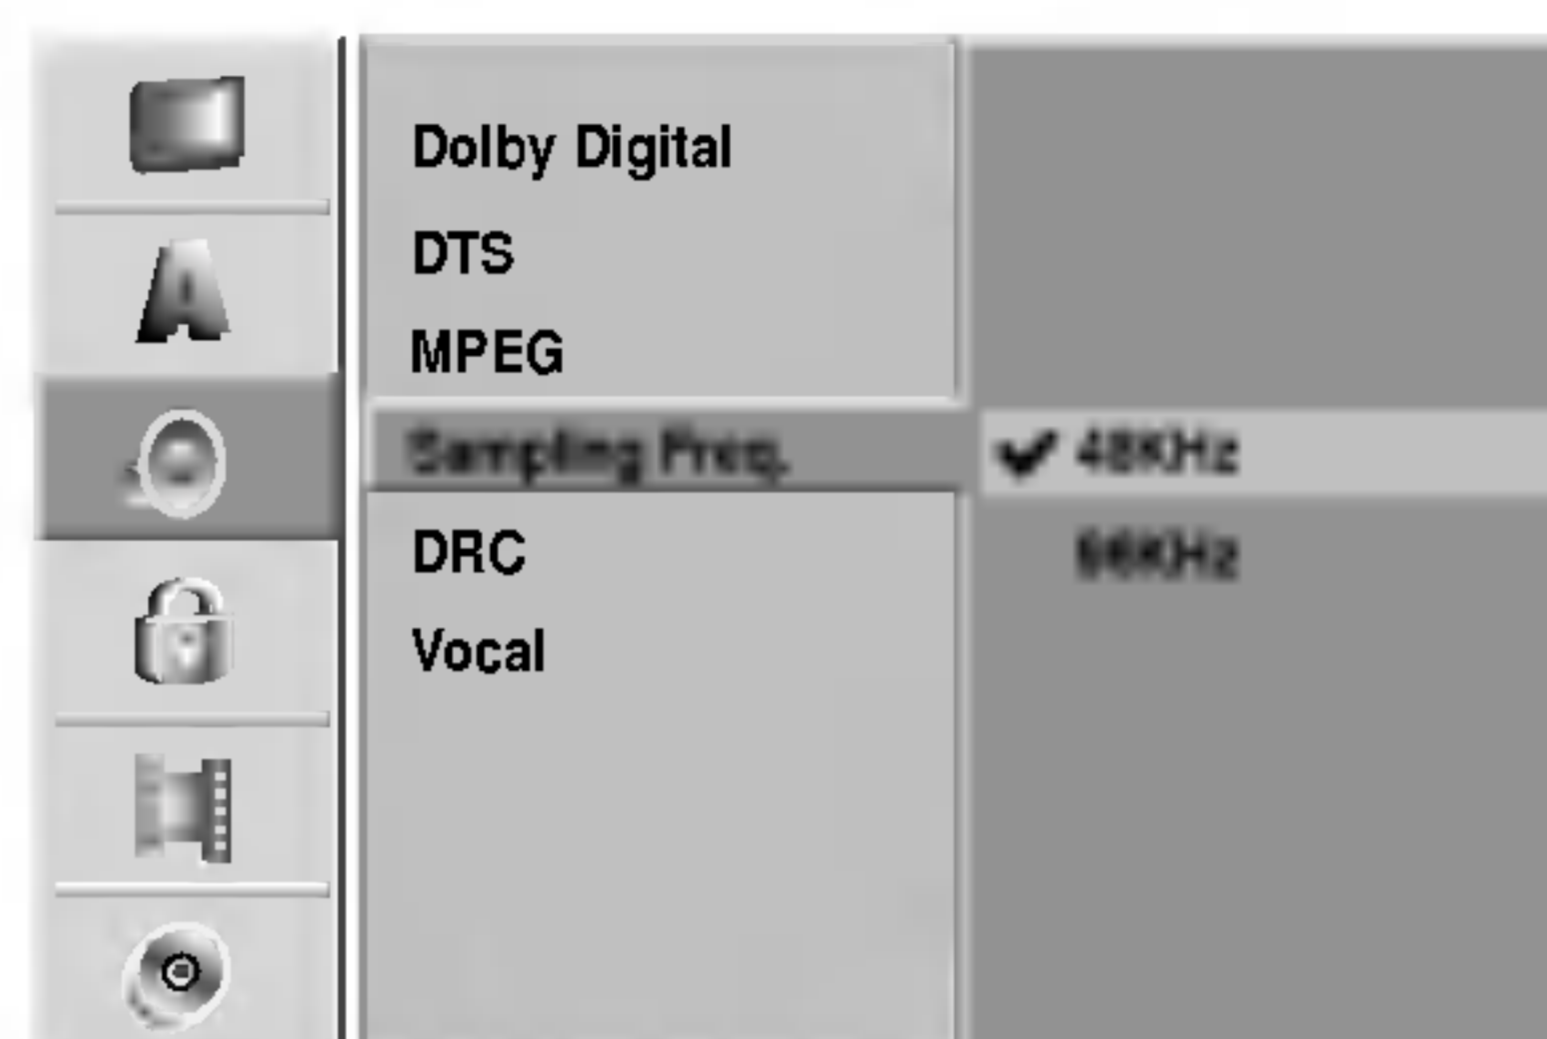 Dolby Digital
DTS
MPEG
Sampling Freq.
48KHz
96KHz
DRC
Vocal